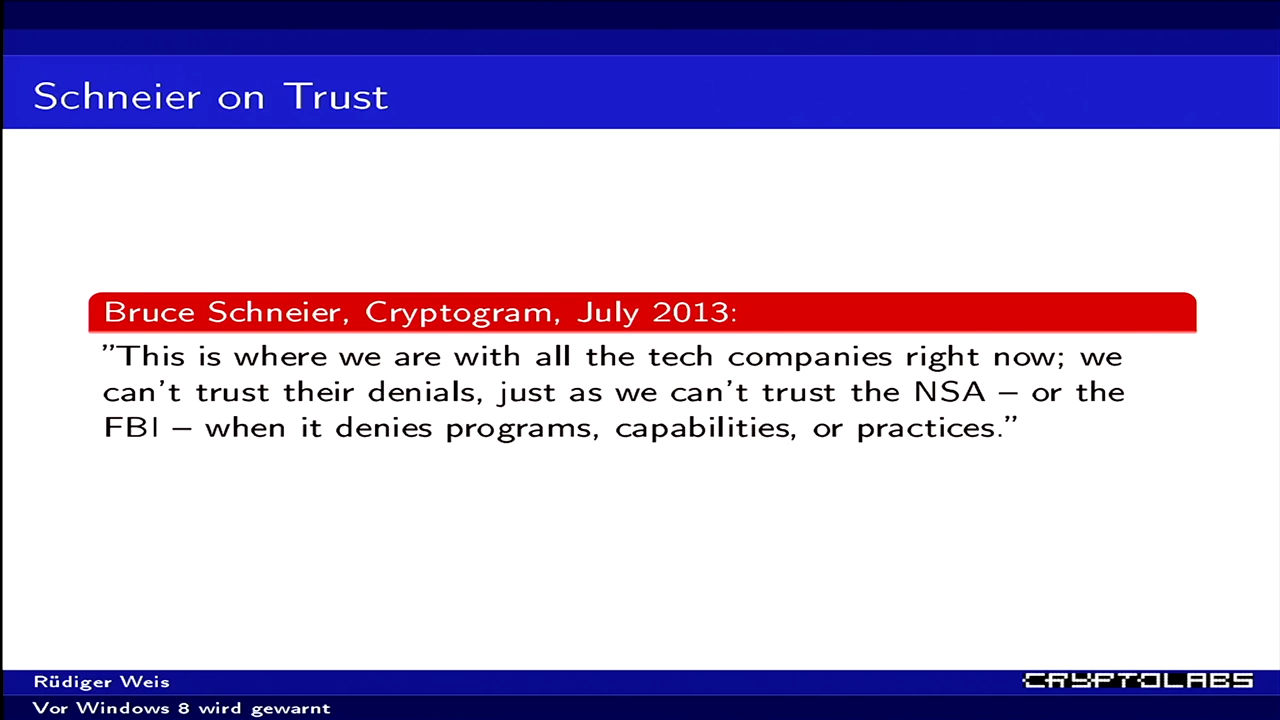 Schneier on Trust
Bruce Schneier, Cryptogram, July 2013:
”This is where we are with all the tech companies right now; we
can’t trust their denials, just as we can’t trust the NSA – or the
FBI – when it denies programs, capabilities, or practices.”
Rüdiger Weis
CRYPTOLABS
Vor Windows 8 wird gewarnt